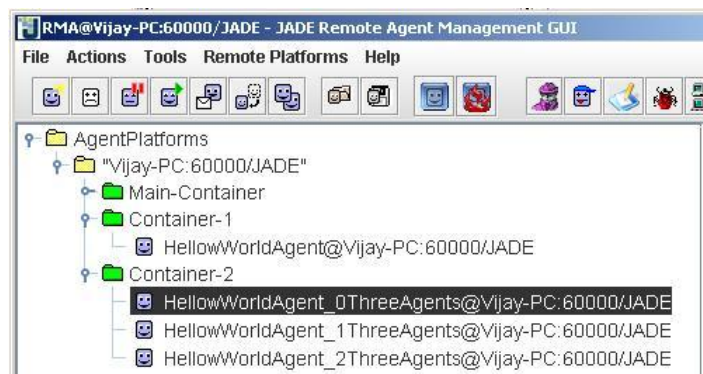 RMA@Vijay-PC:60000/JADE - JADE Remote Agent Management GUI
File Actions Tools Remote Platforms Help
AgentPlatforms
"Vijay-PC:60000/JADE"
Main-Container
Container-1
HellowWorldAgent@Vijay-PC:60000/JADE
Container-2
HellowWorldAgent_0ThreeAgents@Vijay-PC:60000/JADE
HellowWorldAgent_1ThreeAgents@Vijay-PC:60000/JADE
HellowWorldAgent_2ThreeAgents@Vijay-PC:60000/JADE